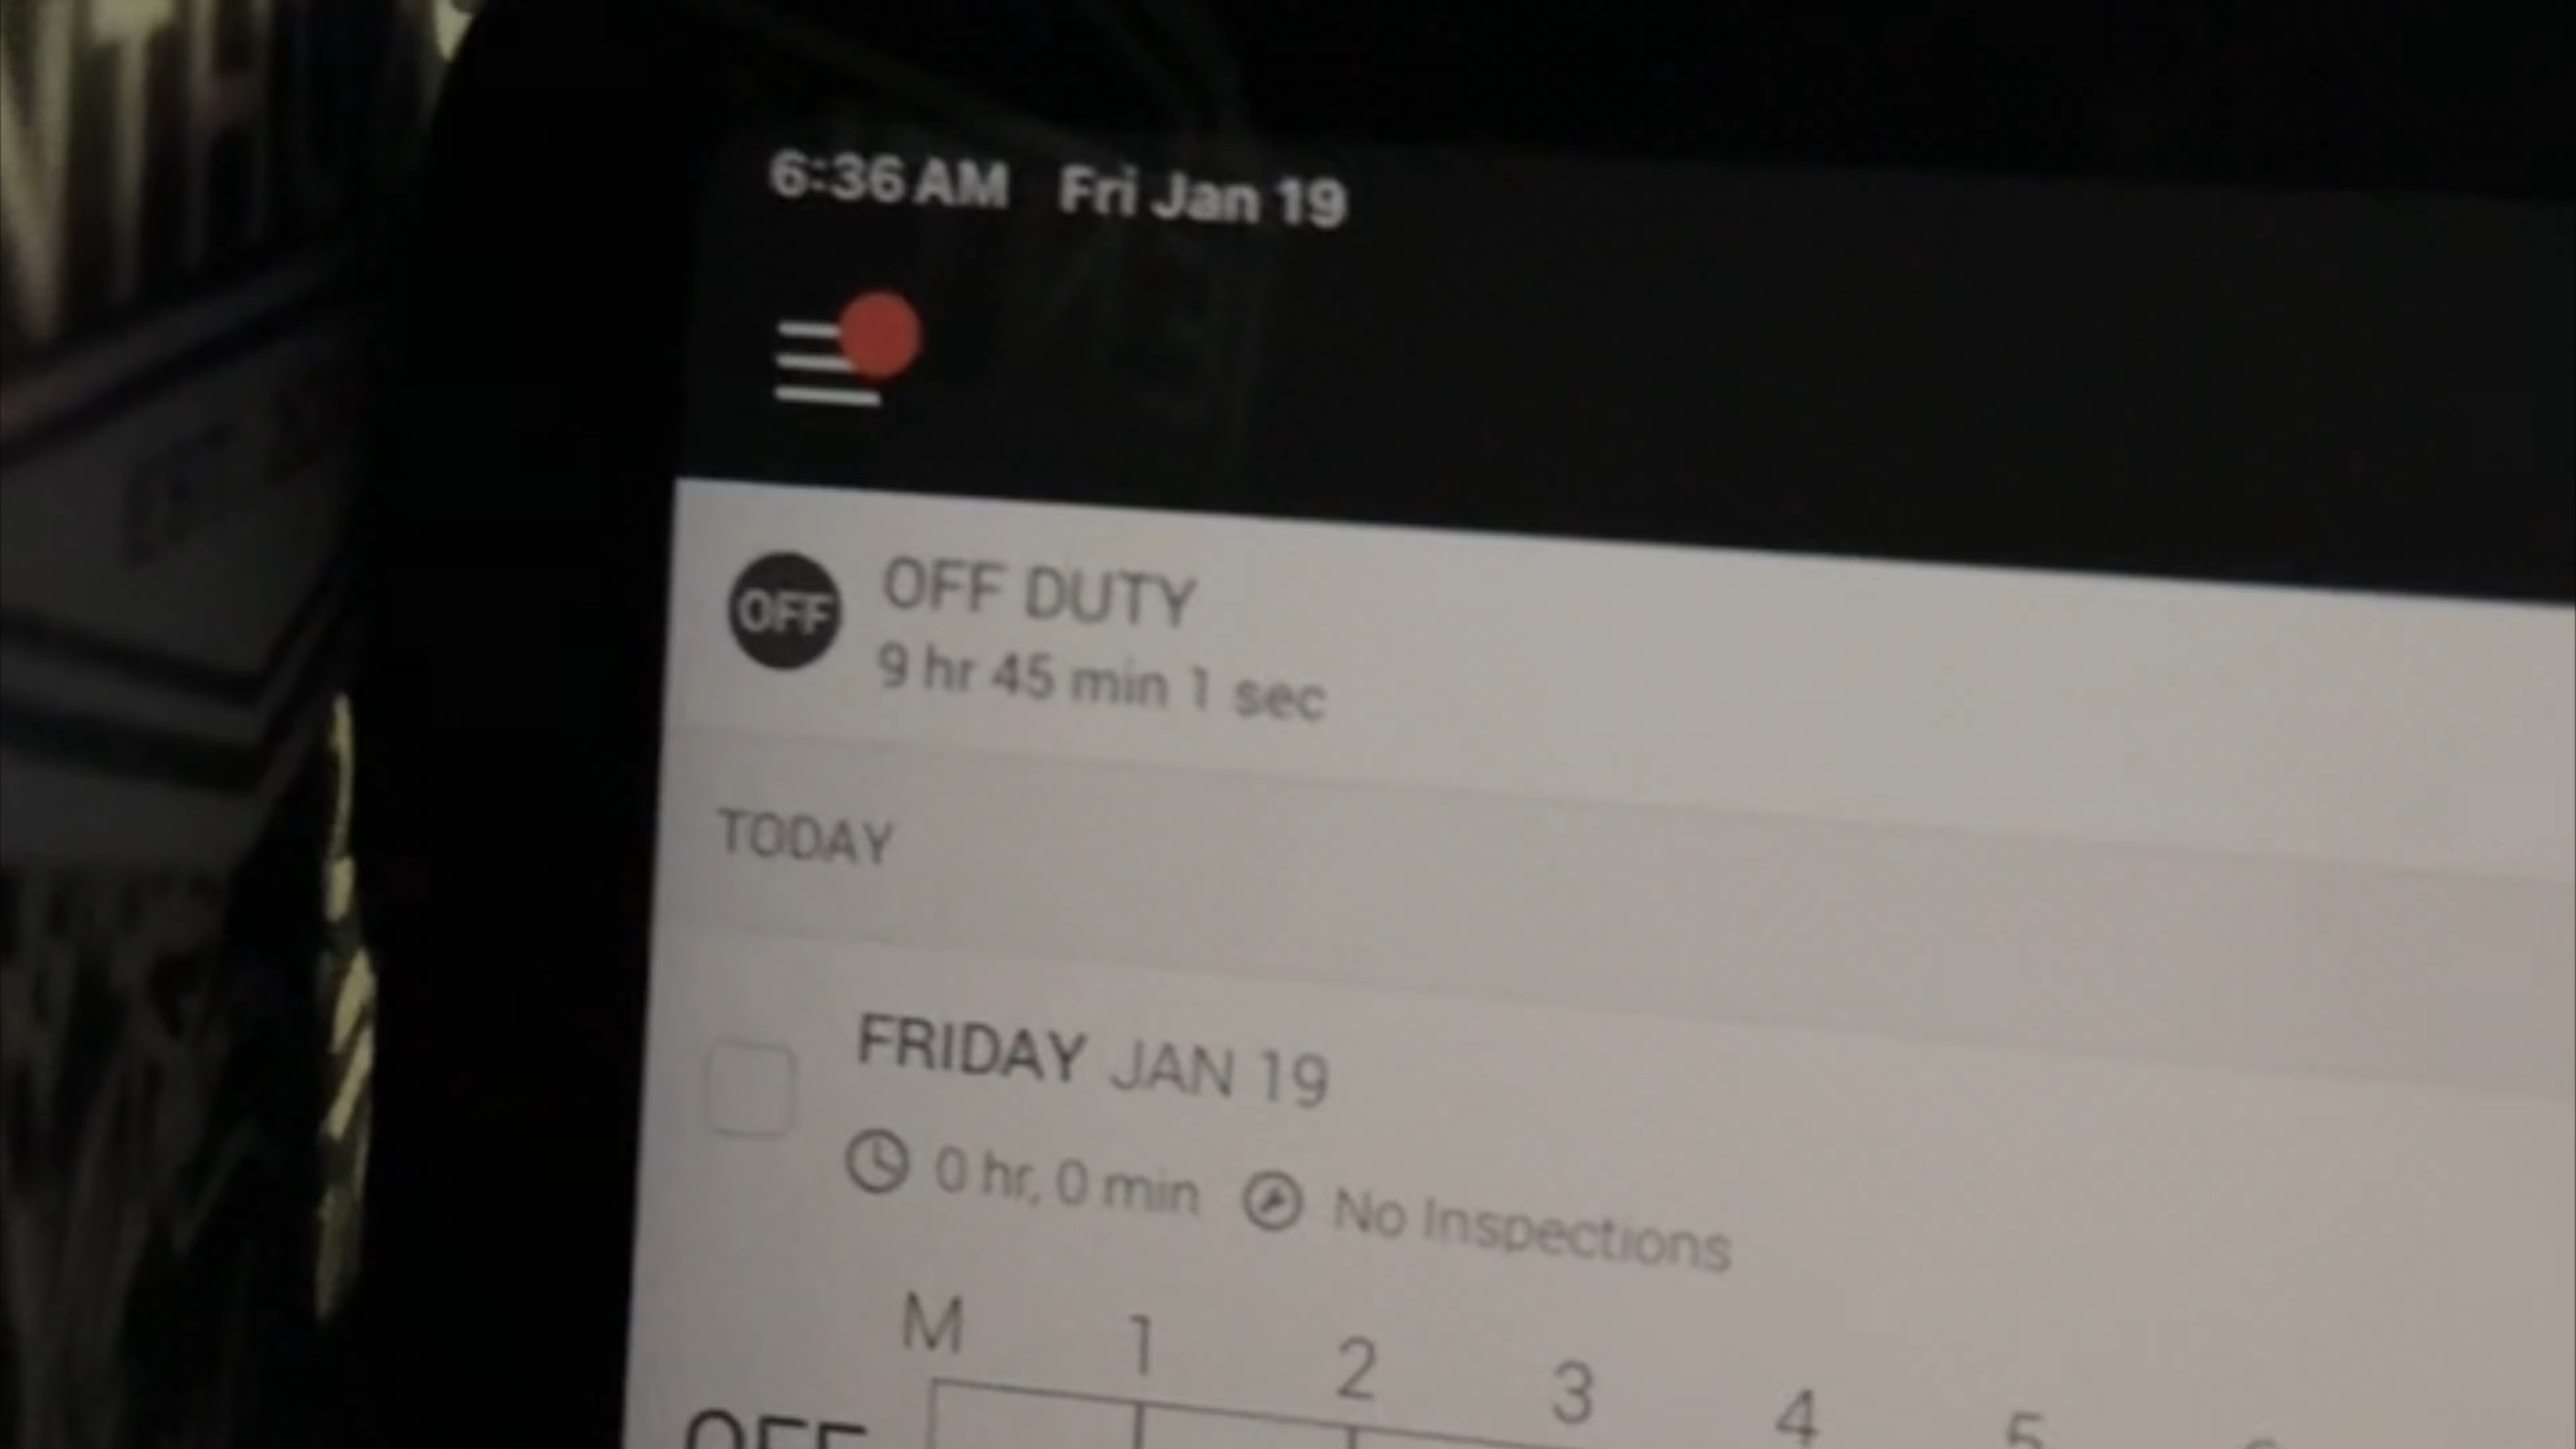 6:36 AM Fri Jan 19
OFF OFF DUTY
9 hr 45 min 1 sec
TODAY
FRIDAY JAN 19
0 hr, 0 min No Inspections
M 1 2 3 4 5
OFF